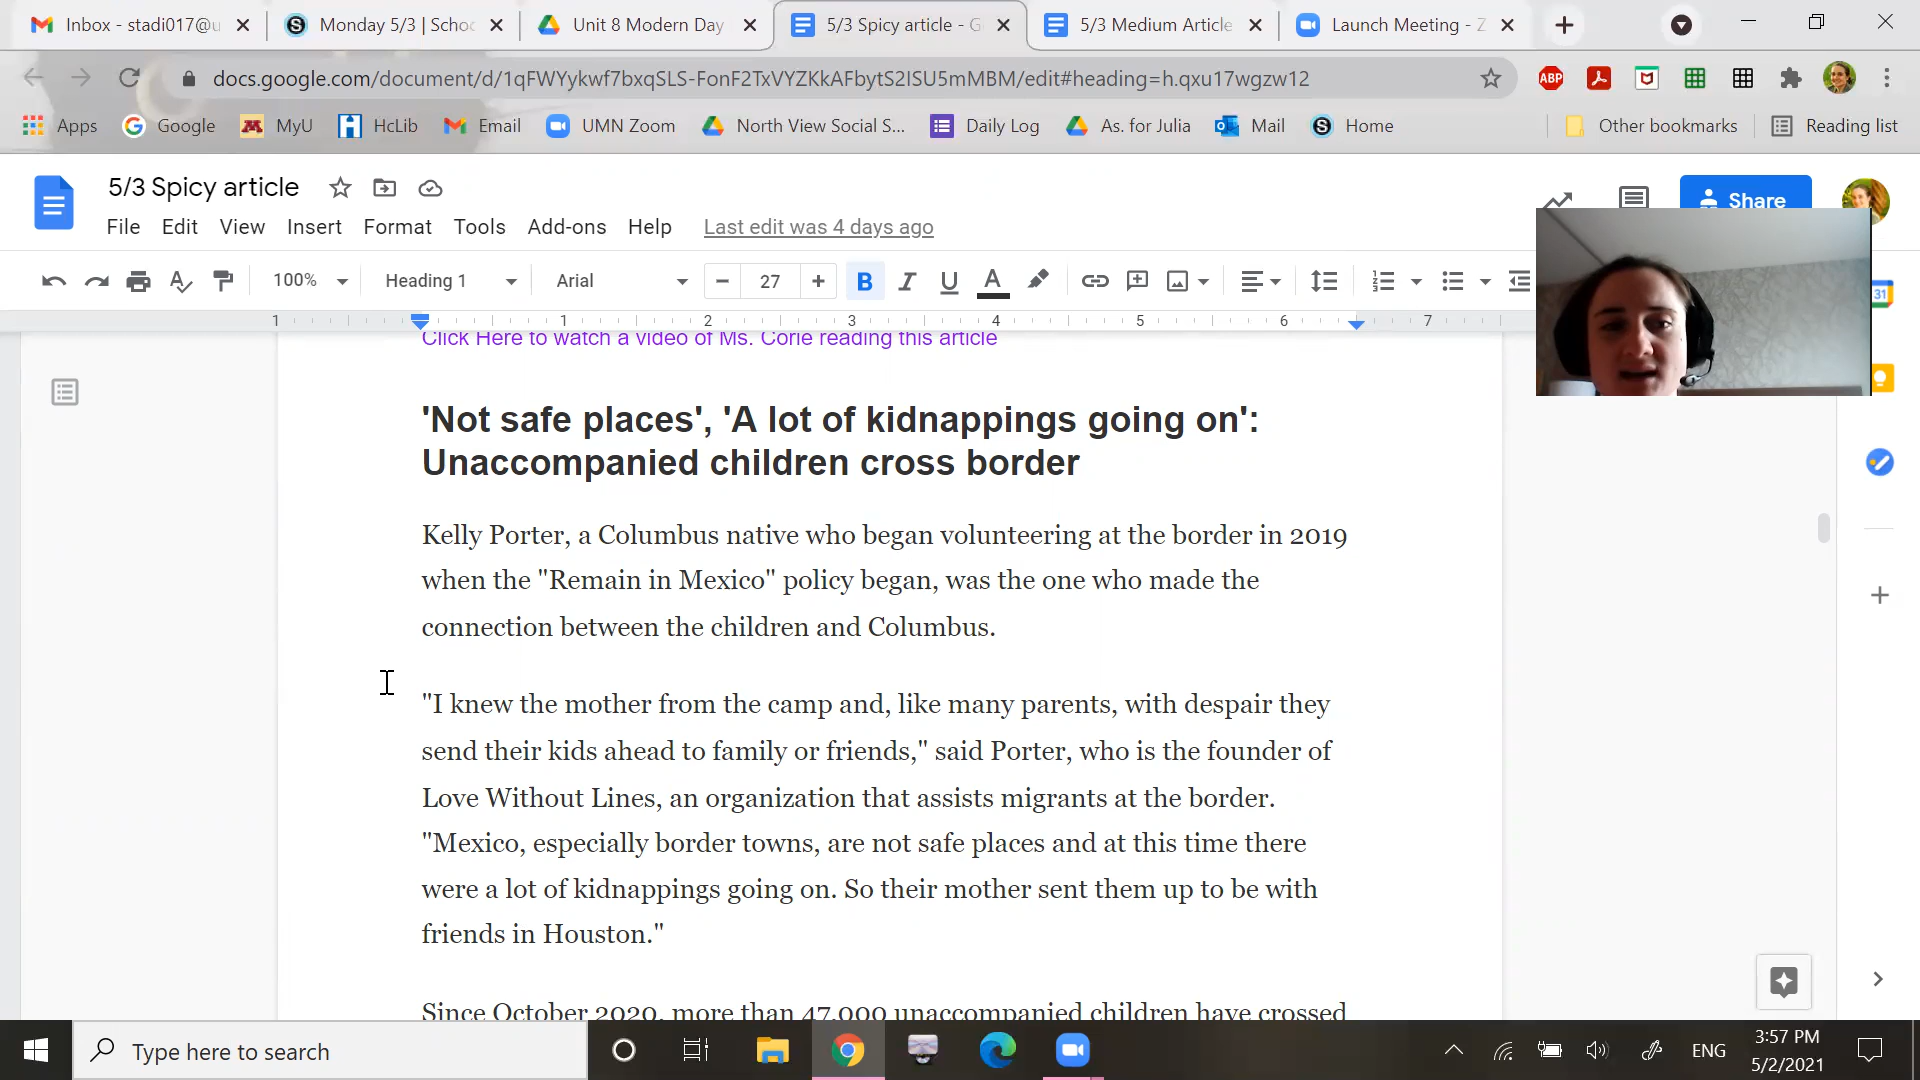 Inbox - stadi017@u
Monday 5/3 | Schoo
Unit 8 Modern Day
5/3 Spicy article - G
5/3 Medium Article
Launch Meeting - Z
docs.google.com/document/d/1qFWYykwf7bxqSLS-FonF2TxVYZKkAFbytS2ISU5mMBM/edit#heading=h.qxu17wgzw12
ABP
Apps
Google
MyU
HcLib
Email
UMN Zoom
North View Social S...
Daily Log
As. for Julia
Mail
Home
Other bookmarks
Reading list
5/3 Spicy article
Share
File Edit View Insert Format Tools Add-ons Help Last edit was 4 days ago
100% Heading 1 Arial 27 B I U A
31
1 1 2 3 4 5 6 7
Click Here to watch a video of Ms. Corie reading this article
'Not safe places', 'A lot of kidnappings going on':
Unaccompanied children cross border
Kelly Porter, a Columbus native who began volunteering at the border in 2019
when the "Remain in Mexico" policy began, was the one who made the
connection between the children and Columbus.
"I knew the mother from the camp and, like many parents, with despair they
send their kids ahead to family or friends," said Porter, who is the founder of
Love Without Lines, an organization that assists migrants at the border.
"Mexico, especially border towns, are not safe places and at this time there
were a lot of kidnappings going on. So their mother sent them up to be with
friends in Houston."
Since October 2020, more than 47,000 unaccompanied children have crossed
Type here to search
ENG
3:57 PM
5/2/2021